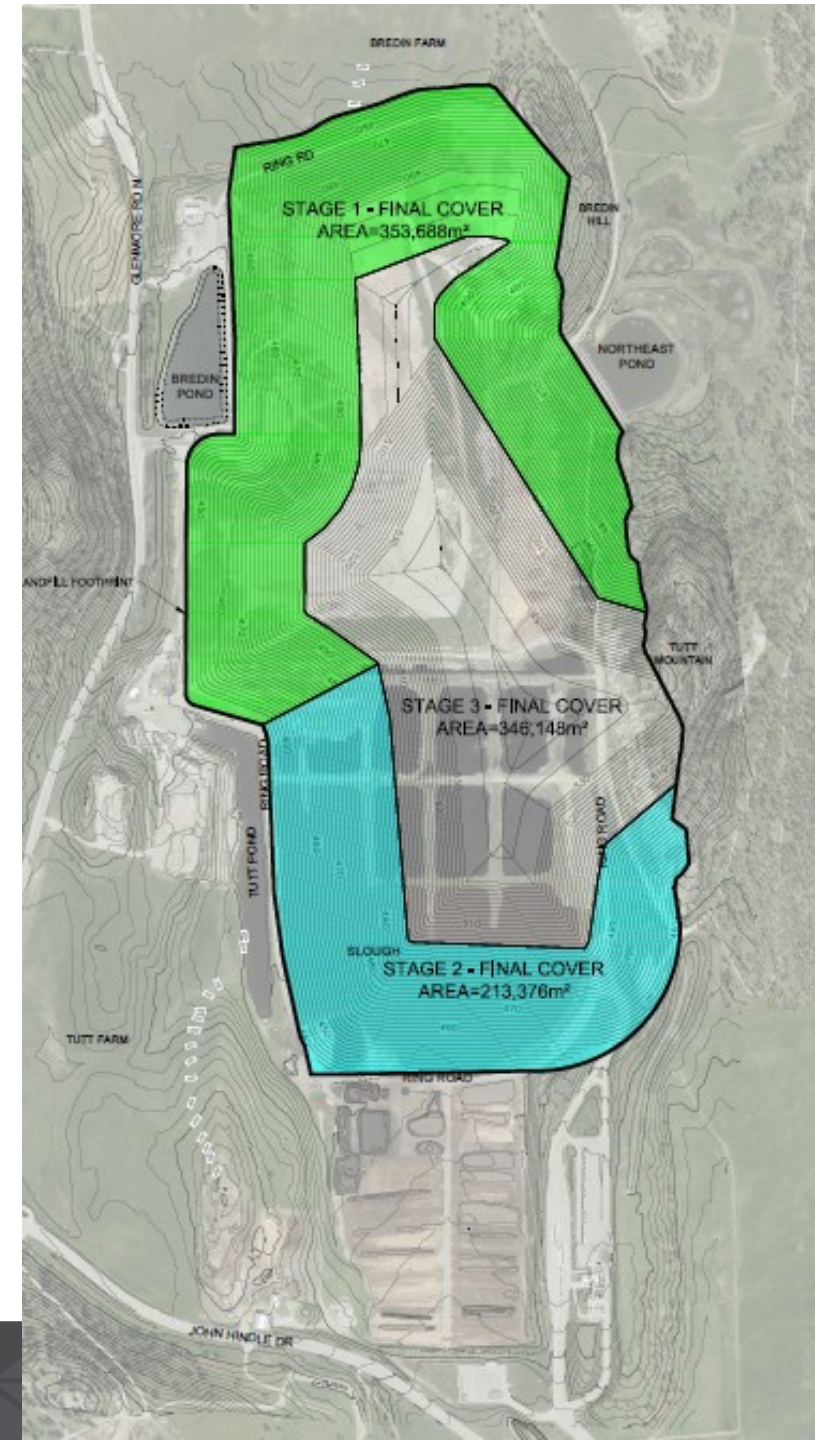 BREDIN FARM
RING RD
GLENMORE RD N
STAGE 1 - FINAL COVER
AREA=353,688m²
BREDIN
HILL
NORTHEAST
POND
BREDIN
POND
ANDFILL FOOTPRINT
TUTT
MOUNTAIN
STAGE 3 - FINAL COVER
AREA=346,148m²
RING ROAD
TUTT POND
ROAD
SLOUGH
STAGE 2 - FINAL COVER
AREA=213,376m²
TUTT FARM
RING ROAD
JOHN HINDLE DR